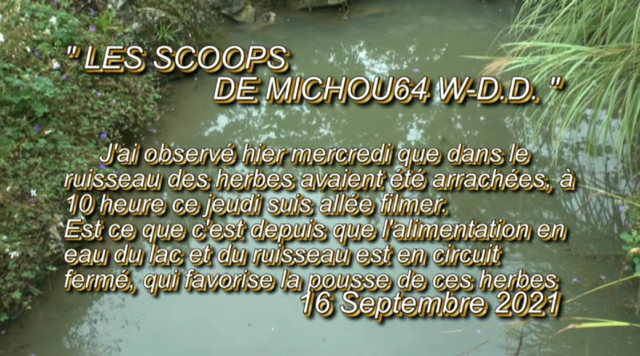 " LES SCOOPS
DE MICHOU64 W-D.D. "
J'ai observé hier mercredi que dans le
ruisseau des herbes avaient été arrachées, à
10 heure ce jeudi suis allée filmer.
Est ce que c'est depuis que l'alimentation en
eau du lac et du ruisseau est en circuit
fermé, qui favorise la pousse de ces herbes
16 Septembre 2021